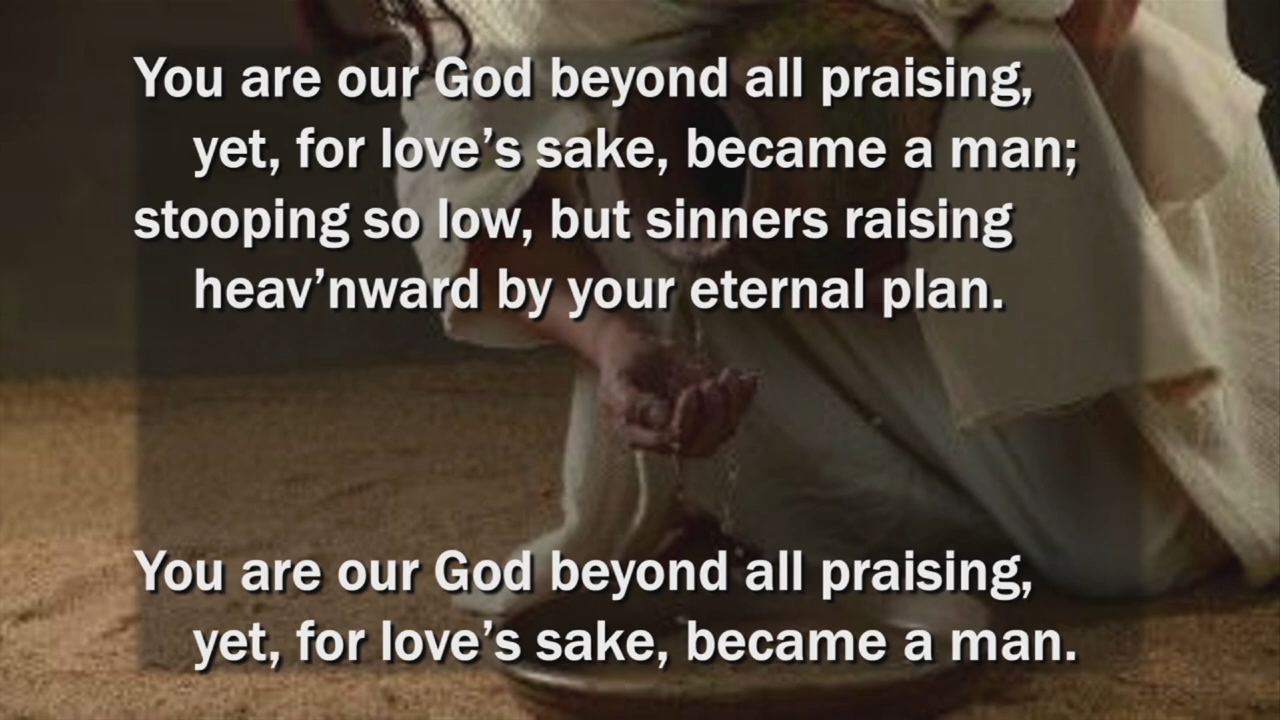 You are our God beyond all praising,
yet, for love’s sake, became a man;
stooping so low, but sinners raising
heav’nward by your eternal plan.
You are our God beyond all praising,
yet, for love’s sake, became a man.